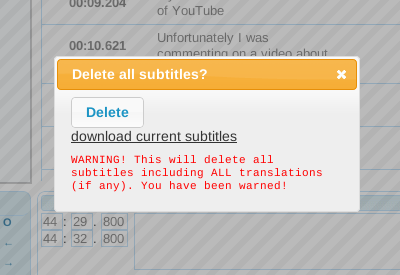 00:09.204
of YouTube
00:10.621
Unfortunately I was
commenting on a video about
Delete all subtitles?
Delete
download current subtitles
WARNING! This will delete all
subtitles including ALL translations
(if any). You have been warned!
44 : 29 . 800
44 : 32 . 800